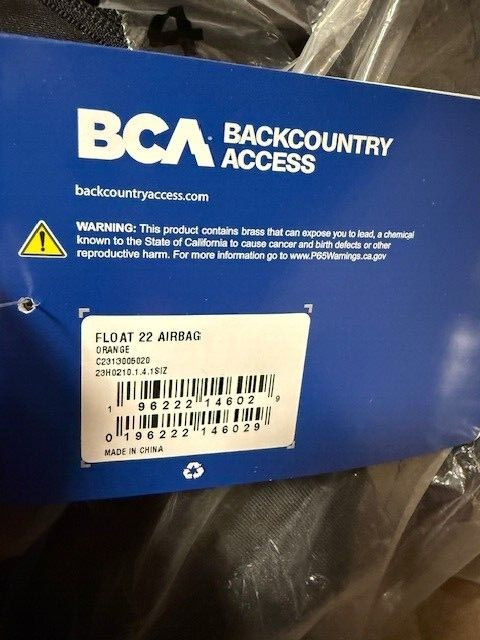 BCA BACKCOUNTRY
ACCESS
backcountryaccess.com
WARNING: This product contains brass that can expose you to lead, a chemical
known to the State of California to cause cancer and birth defects or other
reproductive harm. For more information go to www.P65Warnings.ca.gov
FLOAT 22 AIRBAG
ORANGE
C2313005020
23H0210.1.4.1SIZ
1 96222 14602 9
0 196222 146029
MADE IN CHINA